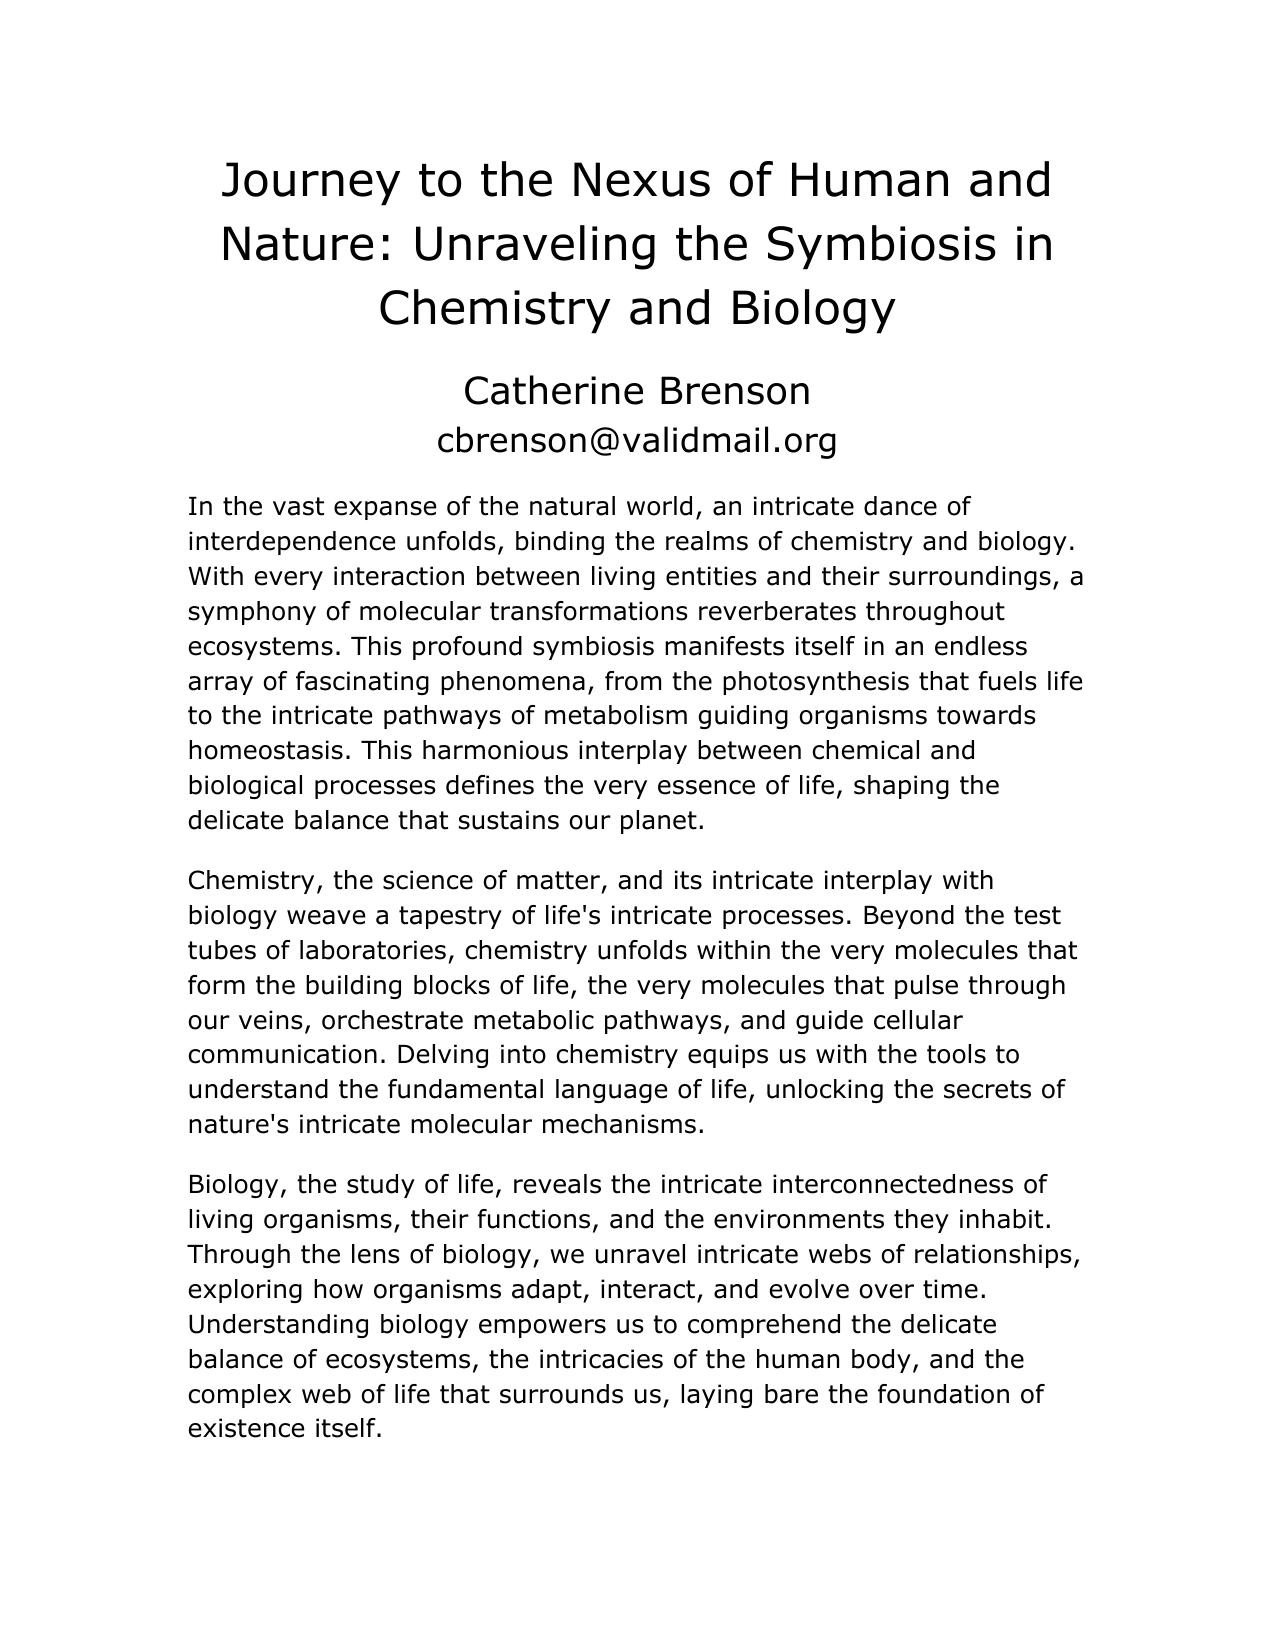 Journey to the Nexus of Human and
Nature: Unraveling the Symbiosis in
Chemistry and Biology
Catherine Brenson
cbrenson@validmail.org
In the vast expanse of the natural world, an intricate dance of
interdependence unfolds, binding the realms of chemistry and biology.
With every interaction between living entities and their surroundings, a
symphony of molecular transformations reverberates throughout
ecosystems. This profound symbiosis manifests itself in an endless
array of fascinating phenomena, from the photosynthesis that fuels life
to the intricate pathways of metabolism guiding organisms towards
homeostasis. This harmonious interplay between chemical and
biological processes defines the very essence of life, shaping the
delicate balance that sustains our planet.
Chemistry, the science of matter, and its intricate interplay with
biology weave a tapestry of life's intricate processes. Beyond the test
tubes of laboratories, chemistry unfolds within the very molecules that
form the building blocks of life, the very molecules that pulse through
our veins, orchestrate metabolic pathways, and guide cellular
communication. Delving into chemistry equips us with the tools to
understand the fundamental language of life, unlocking the secrets of
nature's intricate molecular mechanisms.
Biology, the study of life, reveals the intricate interconnectedness of
living organisms, their functions, and the environments they inhabit.
Through the lens of biology, we unravel intricate webs of relationships,
exploring how organisms adapt, interact, and evolve over time.
Understanding biology empowers us to comprehend the delicate
balance of ecosystems, the intricacies of the human body, and the
complex web of life that surrounds us, laying bare the foundation of
existence itself.